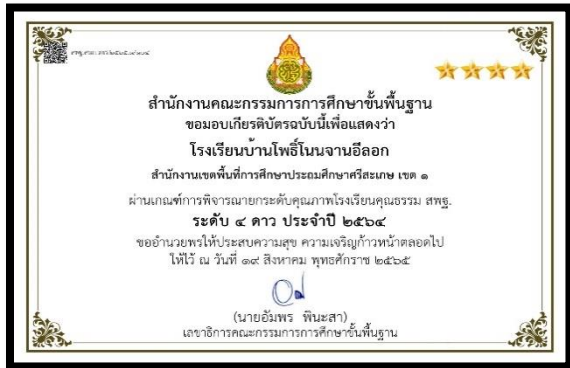 สำนักงานคณะกรรมการการศึกษาขั้นพื้นฐาน
ขอมอบเกียรติบัตรฉบับนี้เพื่อแสดงว่า
โรงเรียนบ้านโพธิ์โนนจานอีลอก
สำนักงานเขตพื้นที่การศึกษาประถมศึกษาศรีสะเกษ เขต ๑
ผ่านเกณฑ์การพิจารณายกระดับคุณภาพโรงเรียนคุณธรรม สพฐ.
ระดับ ๔ ดาว ประจำปี ๒๕๖๔
ขออำนวยพรให้ประสบความสุข ความเจริญก้าวหน้าตลอดไป
ให้ไว้ ณ วันที่ ๑๙ สิงหาคม พุทธศักราช ๒๕๖๕
(นายอัมพร พินะสา)
เลขาธิการคณะกรรมการการศึกษาขั้นพื้นฐาน